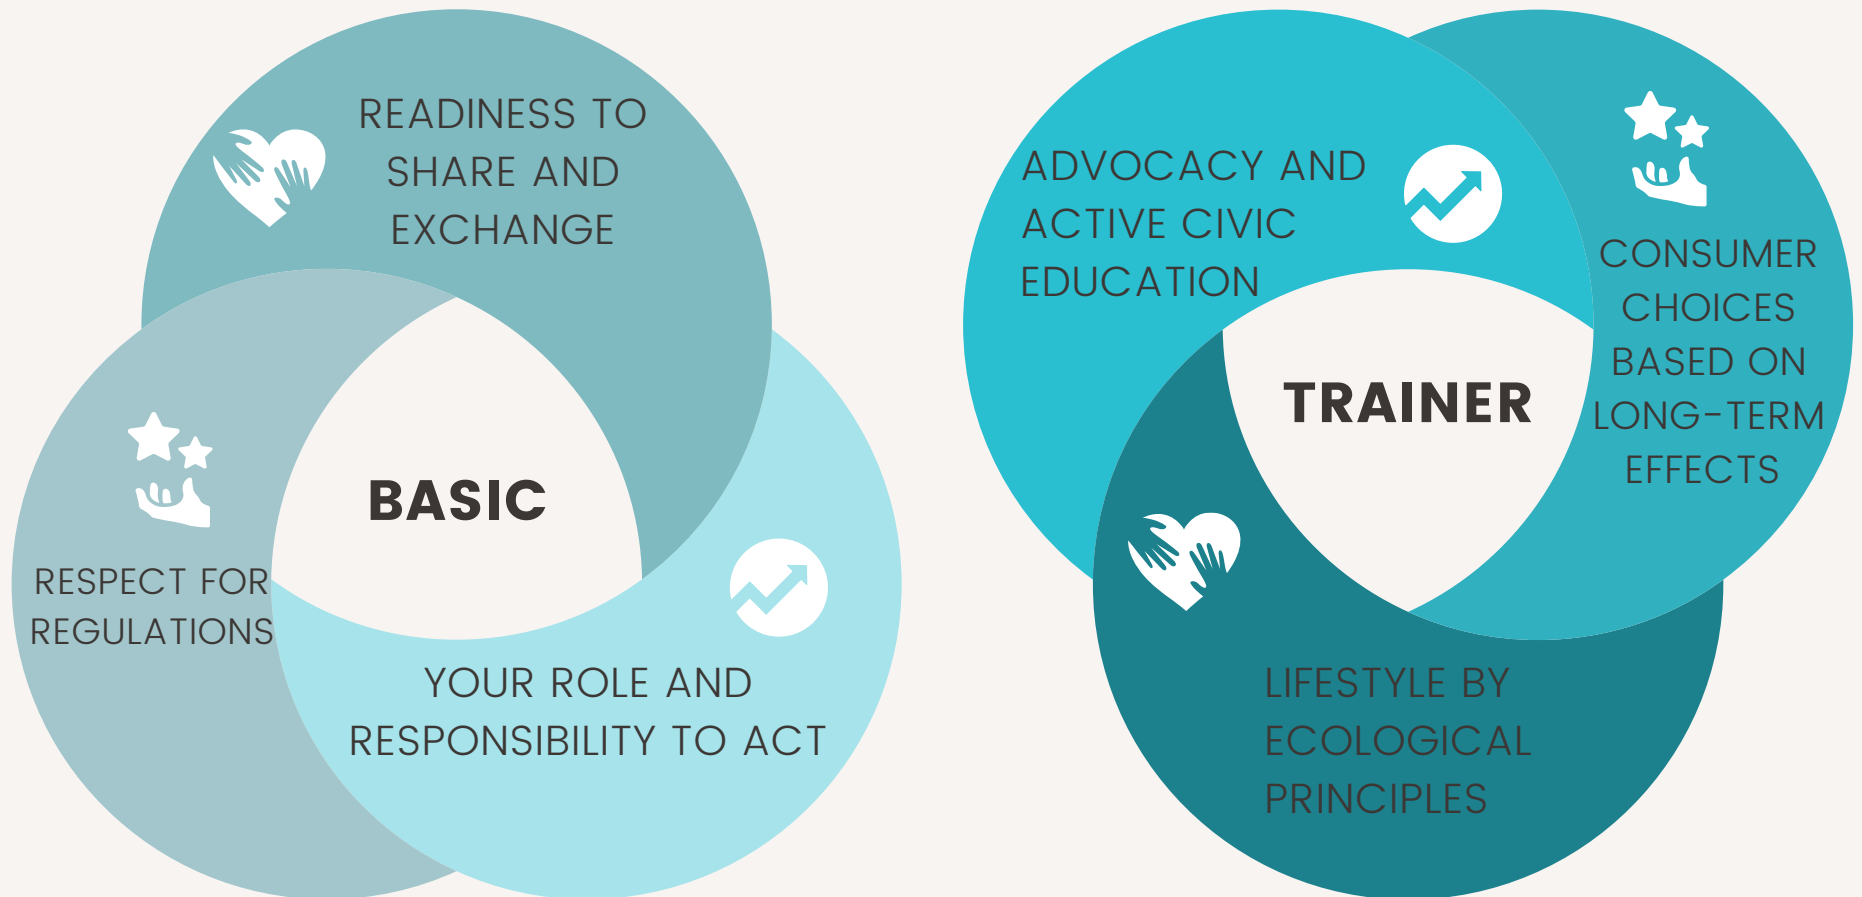 READINESS TO
SHARE AND
EXCHANGE
BASIC
RESPECT FOR
REGULATIONS
YOUR ROLE AND
RESPONSIBILITY TO ACT
ADVOCACY AND
ACTIVE CIVIC
EDUCATION
CONSUMER
CHOICES
BASED ON
LONG-TERM
EFFECTS
TRAINER
LIFESTYLE BY
ECOLOGICAL
PRINCIPLES